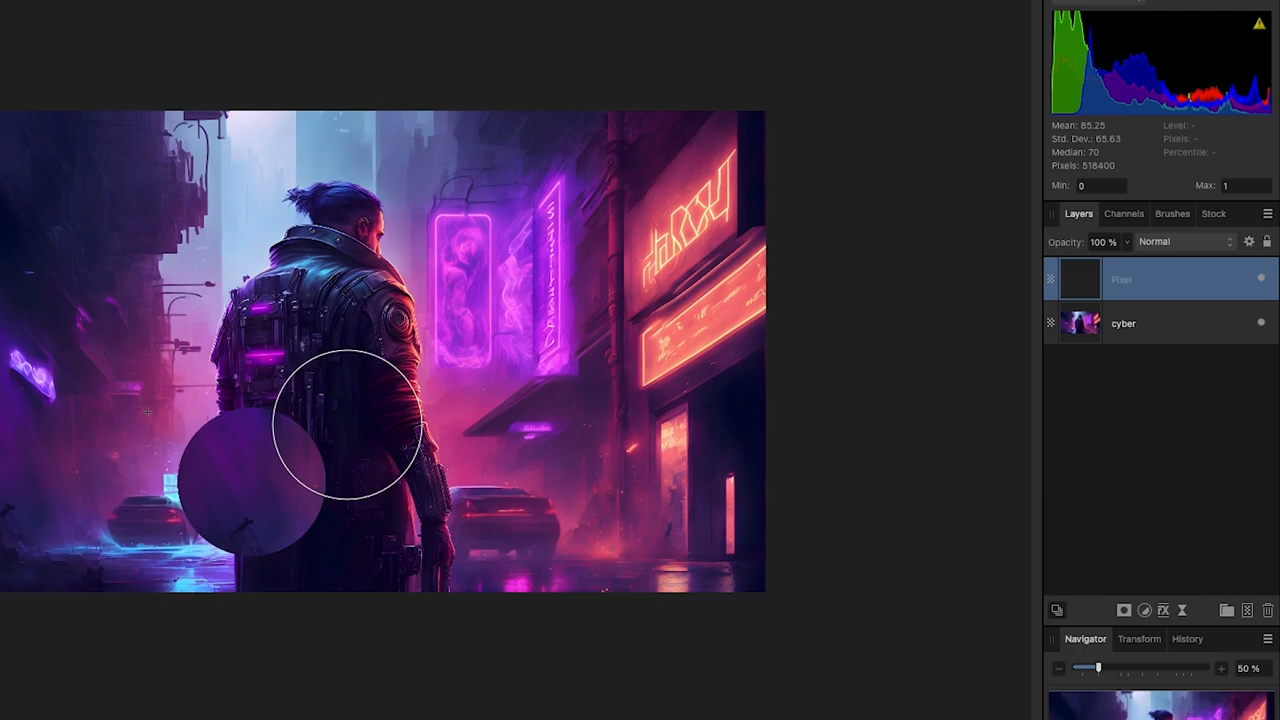 Mean: 85.25
Level: -
Std. Dev.: 65.63
Pixels: -
Median: 70
Percentile: -
Pixels: 518400
Min: 0
Max: 1
Layers
Channels
Brushes
Stock
Opacity: 100 %
Normal
Pixel
cyber
Navigator
Transform
History
50 %